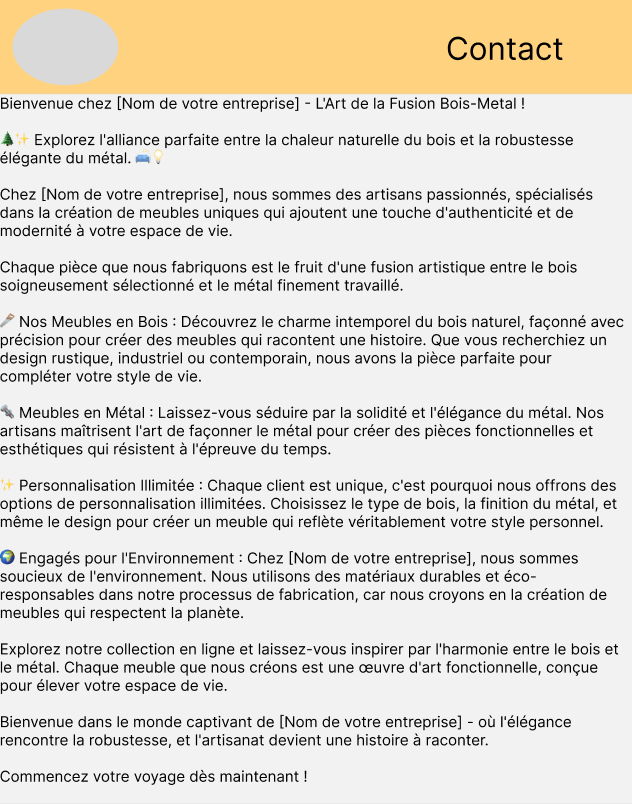 Contact
Bienvenue chez [Nom de votre entreprise] - L'Art de la Fusion Bois-Metal !
🌲✨ Explorez l'alliance parfaite entre la chaleur naturelle du bois et la robustesse
élégante du métal. 🛋️💡
Chez [Nom de votre entreprise], nous sommes des artisans passionnés, spécialisés
dans la création de meubles uniques qui ajoutent une touche d'authenticité et de
modernité à votre espace de vie.
Chaque pièce que nous fabriquons est le fruit d'une fusion artistique entre le bois
soigneusement sélectionné et le métal finement travaillé.
🪚 Nos Meubles en Bois : Découvrez le charme intemporel du bois naturel, façonné avec
précision pour créer des meubles qui racontent une histoire. Que vous recherchiez un
design rustique, industriel ou contemporain, nous avons la pièce parfaite pour
compléter votre style de vie.
🔩 Meubles en Métal : Laissez-vous séduire par la solidité et l'élégance du métal. Nos
artisans maîtrisent l'art de façonner le métal pour créer des pièces fonctionnelles et
esthétiques qui résistent à l'épreuve du temps.
✨ Personnalisation Illimitée : Chaque client est unique, c'est pourquoi nous offrons des
options de personnalisation illimitées. Choisissez le type de bois, la finition du métal, et
même le design pour créer un meuble qui reflète véritablement votre style personnel.
🌍 Engagés pour l'Environnement : Chez [Nom de votre entreprise], nous sommes
soucieux de l'environnement. Nous utilisons des matériaux durables et éco-
responsables dans notre processus de fabrication, car nous croyons en la création de
meubles qui respectent la planète.
Explorez notre collection en ligne et laissez-vous inspirer par l'harmonie entre le bois et
le métal. Chaque meuble que nous créons est une œuvre d'art fonctionnelle, conçue
pour élever votre espace de vie.
Bienvenue dans le monde captivant de [Nom de votre entreprise] - où l'élégance
rencontre la robustesse, et l'artisanat devient une histoire à raconter.
Commencez votre voyage dès maintenant !